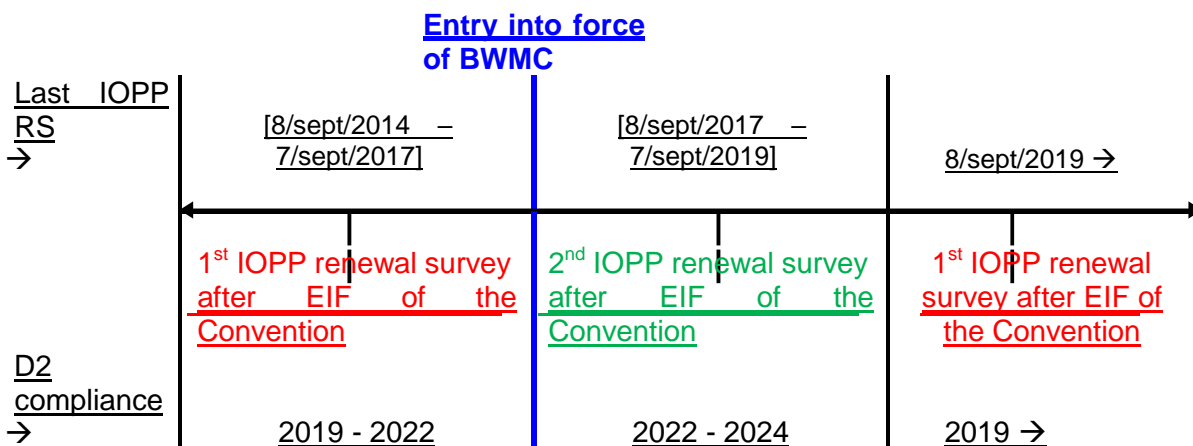 Entry into force
of BWMC
Last IOPP
RS
→
[8/sept/2014 –
7/sept/2017]
[8/sept/2017 –
7/sept/2019]
8/sept/2019 →
1st IOPP renewal survey
after EIF of the
Convention
2nd IOPP renewal survey
after EIF of the
Convention
1st IOPP renewal
survey after EIF of
the Convention
D2
compliance
→
2019 - 2022
2022 - 2024
2019 →